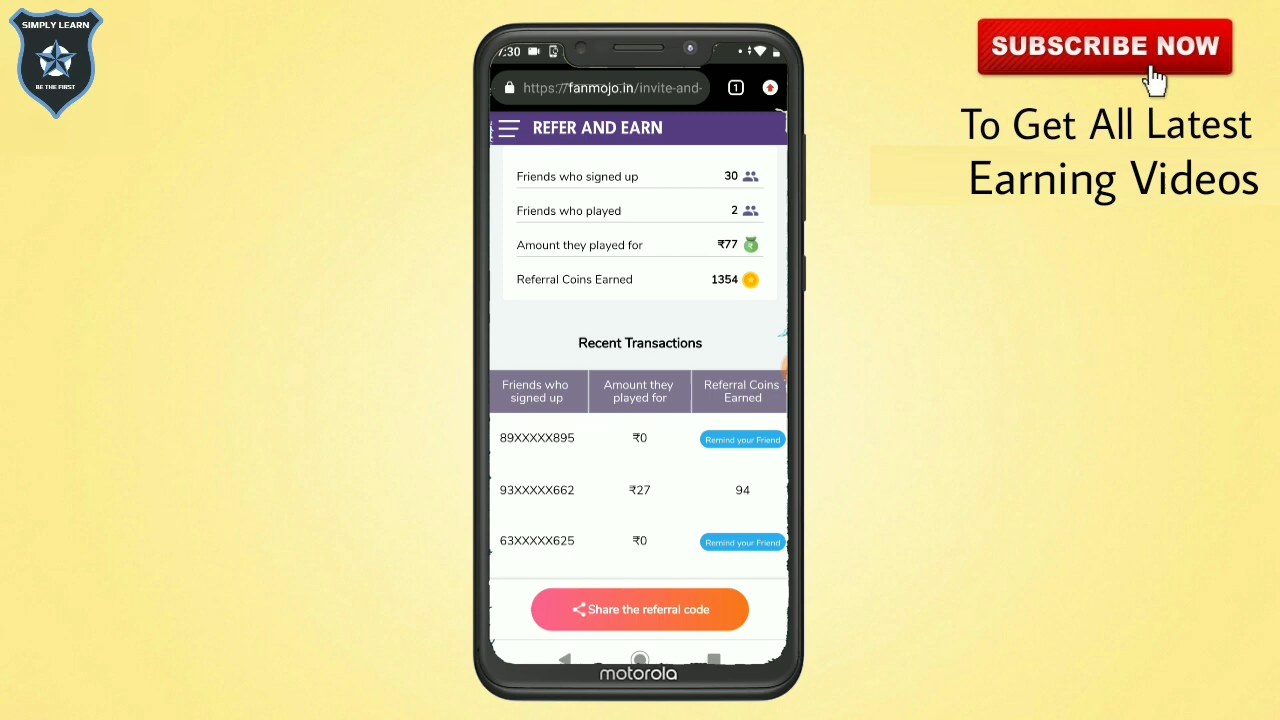 SIMPLY LEARN
BE THE FIRST
SUBSCRIBE NOW
To Get All Latest
Earning Videos
7:30
https://fanmojo.in/invite-and-
1
REFER AND EARN
Friends who signed up 30
Friends who played 2
Amount they played for ₹77
Referral Coins Earned 1354
Recent Transactions
Friends who signed up Amount they played for Referral Coins Earned
89XXXXX895 ₹0 Remind your Friend
93XXXXX662 ₹27 94
63XXXXX625 ₹0 Remind your Friend
Share the referral code
motorola